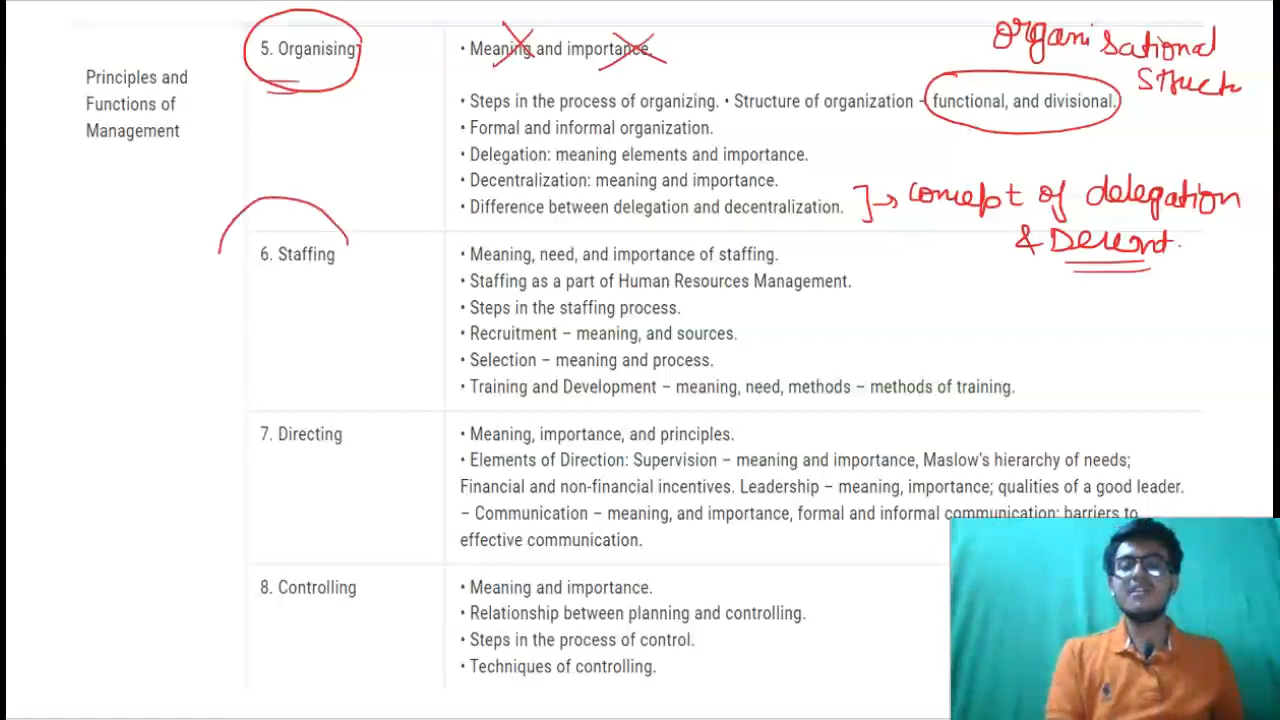 5. Organising
• Meaning and importance.
Organisational
Struct
Principles and
Functions of
Management
• Steps in the process of organizing. • Structure of organization - functional, and divisional.
• Formal and informal organization.
• Delegation: meaning elements and importance.
• Decentralization: meaning and importance.
• Difference between delegation and decentralization.
] → concept of delegation
& Decent.
6. Staffing
• Meaning, need, and importance of staffing.
• Staffing as a part of Human Resources Management.
• Steps in the staffing process.
• Recruitment – meaning, and sources.
• Selection – meaning and process.
• Training and Development – meaning, need, methods – methods of training.
7. Directing
• Meaning, importance, and principles.
• Elements of Direction: Supervision – meaning and importance, Maslow's hierarchy of needs;
Financial and non-financial incentives. Leadership – meaning, importance; qualities of a good leader.
– Communication – meaning, and importance, formal and informal communication; barriers to
effective communication.
8. Controlling
• Meaning and importance.
• Relationship between planning and controlling.
• Steps in the process of control.
• Techniques of controlling.